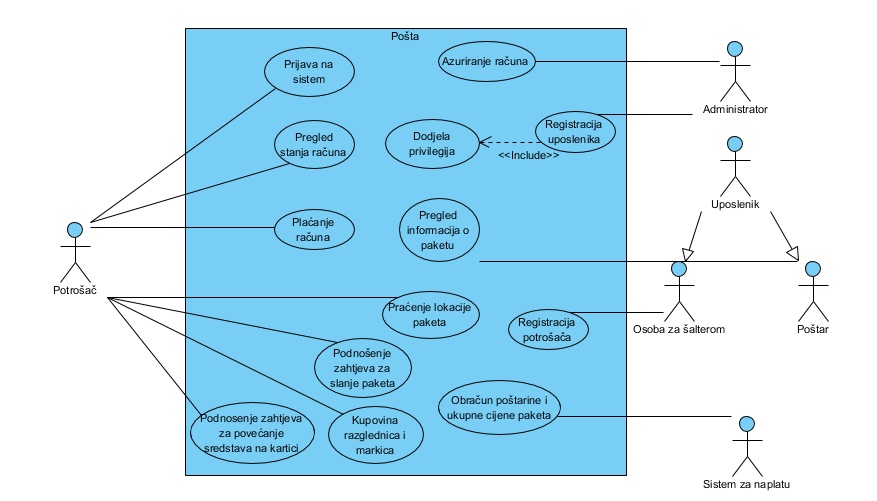 Pošta
Prijava na
sistem
Azuriranje računa
Administrator
Pregled
stanja računa
Dodjela
privilegija
Registracija
uposlenika
<<Include>>
Uposlenik
Plaćanje
računa
Pregled
informacija o
paketu
Potrošač
Praćenje lokacije
paketa
Registracija
potrošača
Osoba za šalterom
Poštar
Podnošenje
zahtjeva za
slanje paketa
Obračun poštarine i
ukupne cijene paketa
Podnosenje zahtjeva
za povećanje
sredstava na kartici
Kupovina
razglednica i
markica
Sistem za naplatu